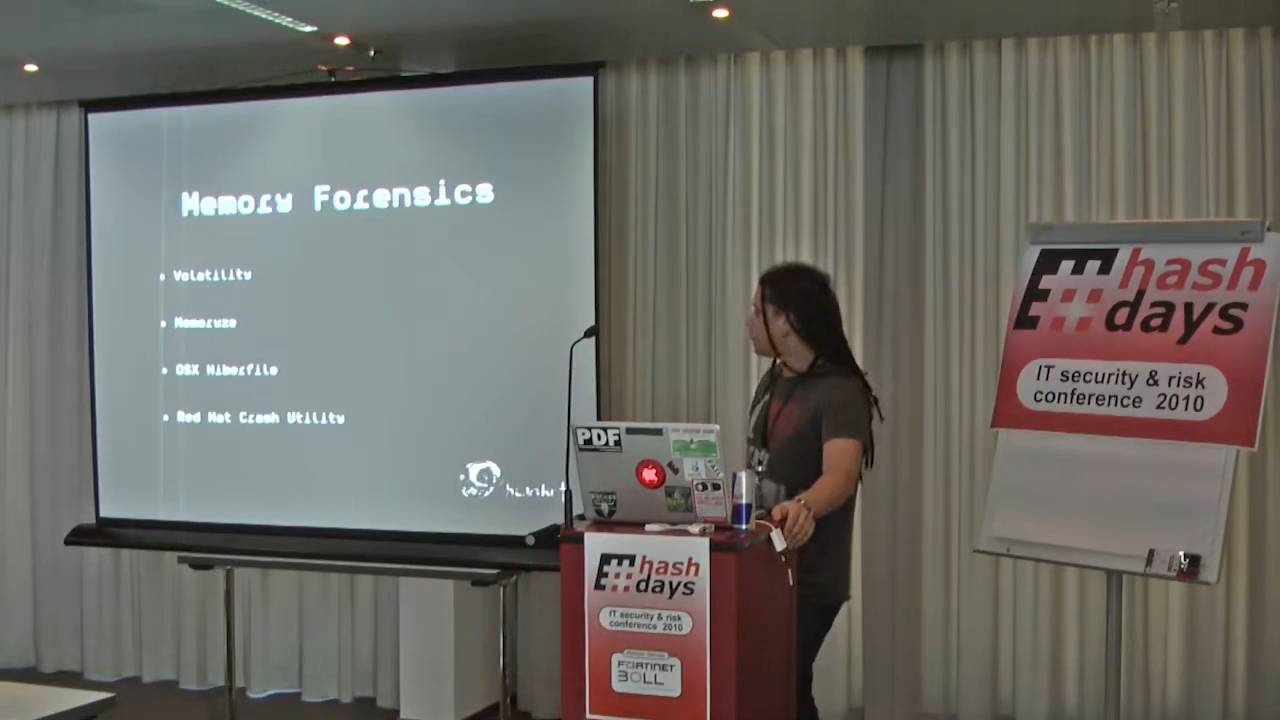 Memory Forensics
• Volatility
• Memoryze
• OSX Hiberfile
• Red Hat Crash Utility
PDF
hash
days
IT security & risk
conference 2010
hash
days
IT security & risk
conference 2010
FORTINET
BOLL